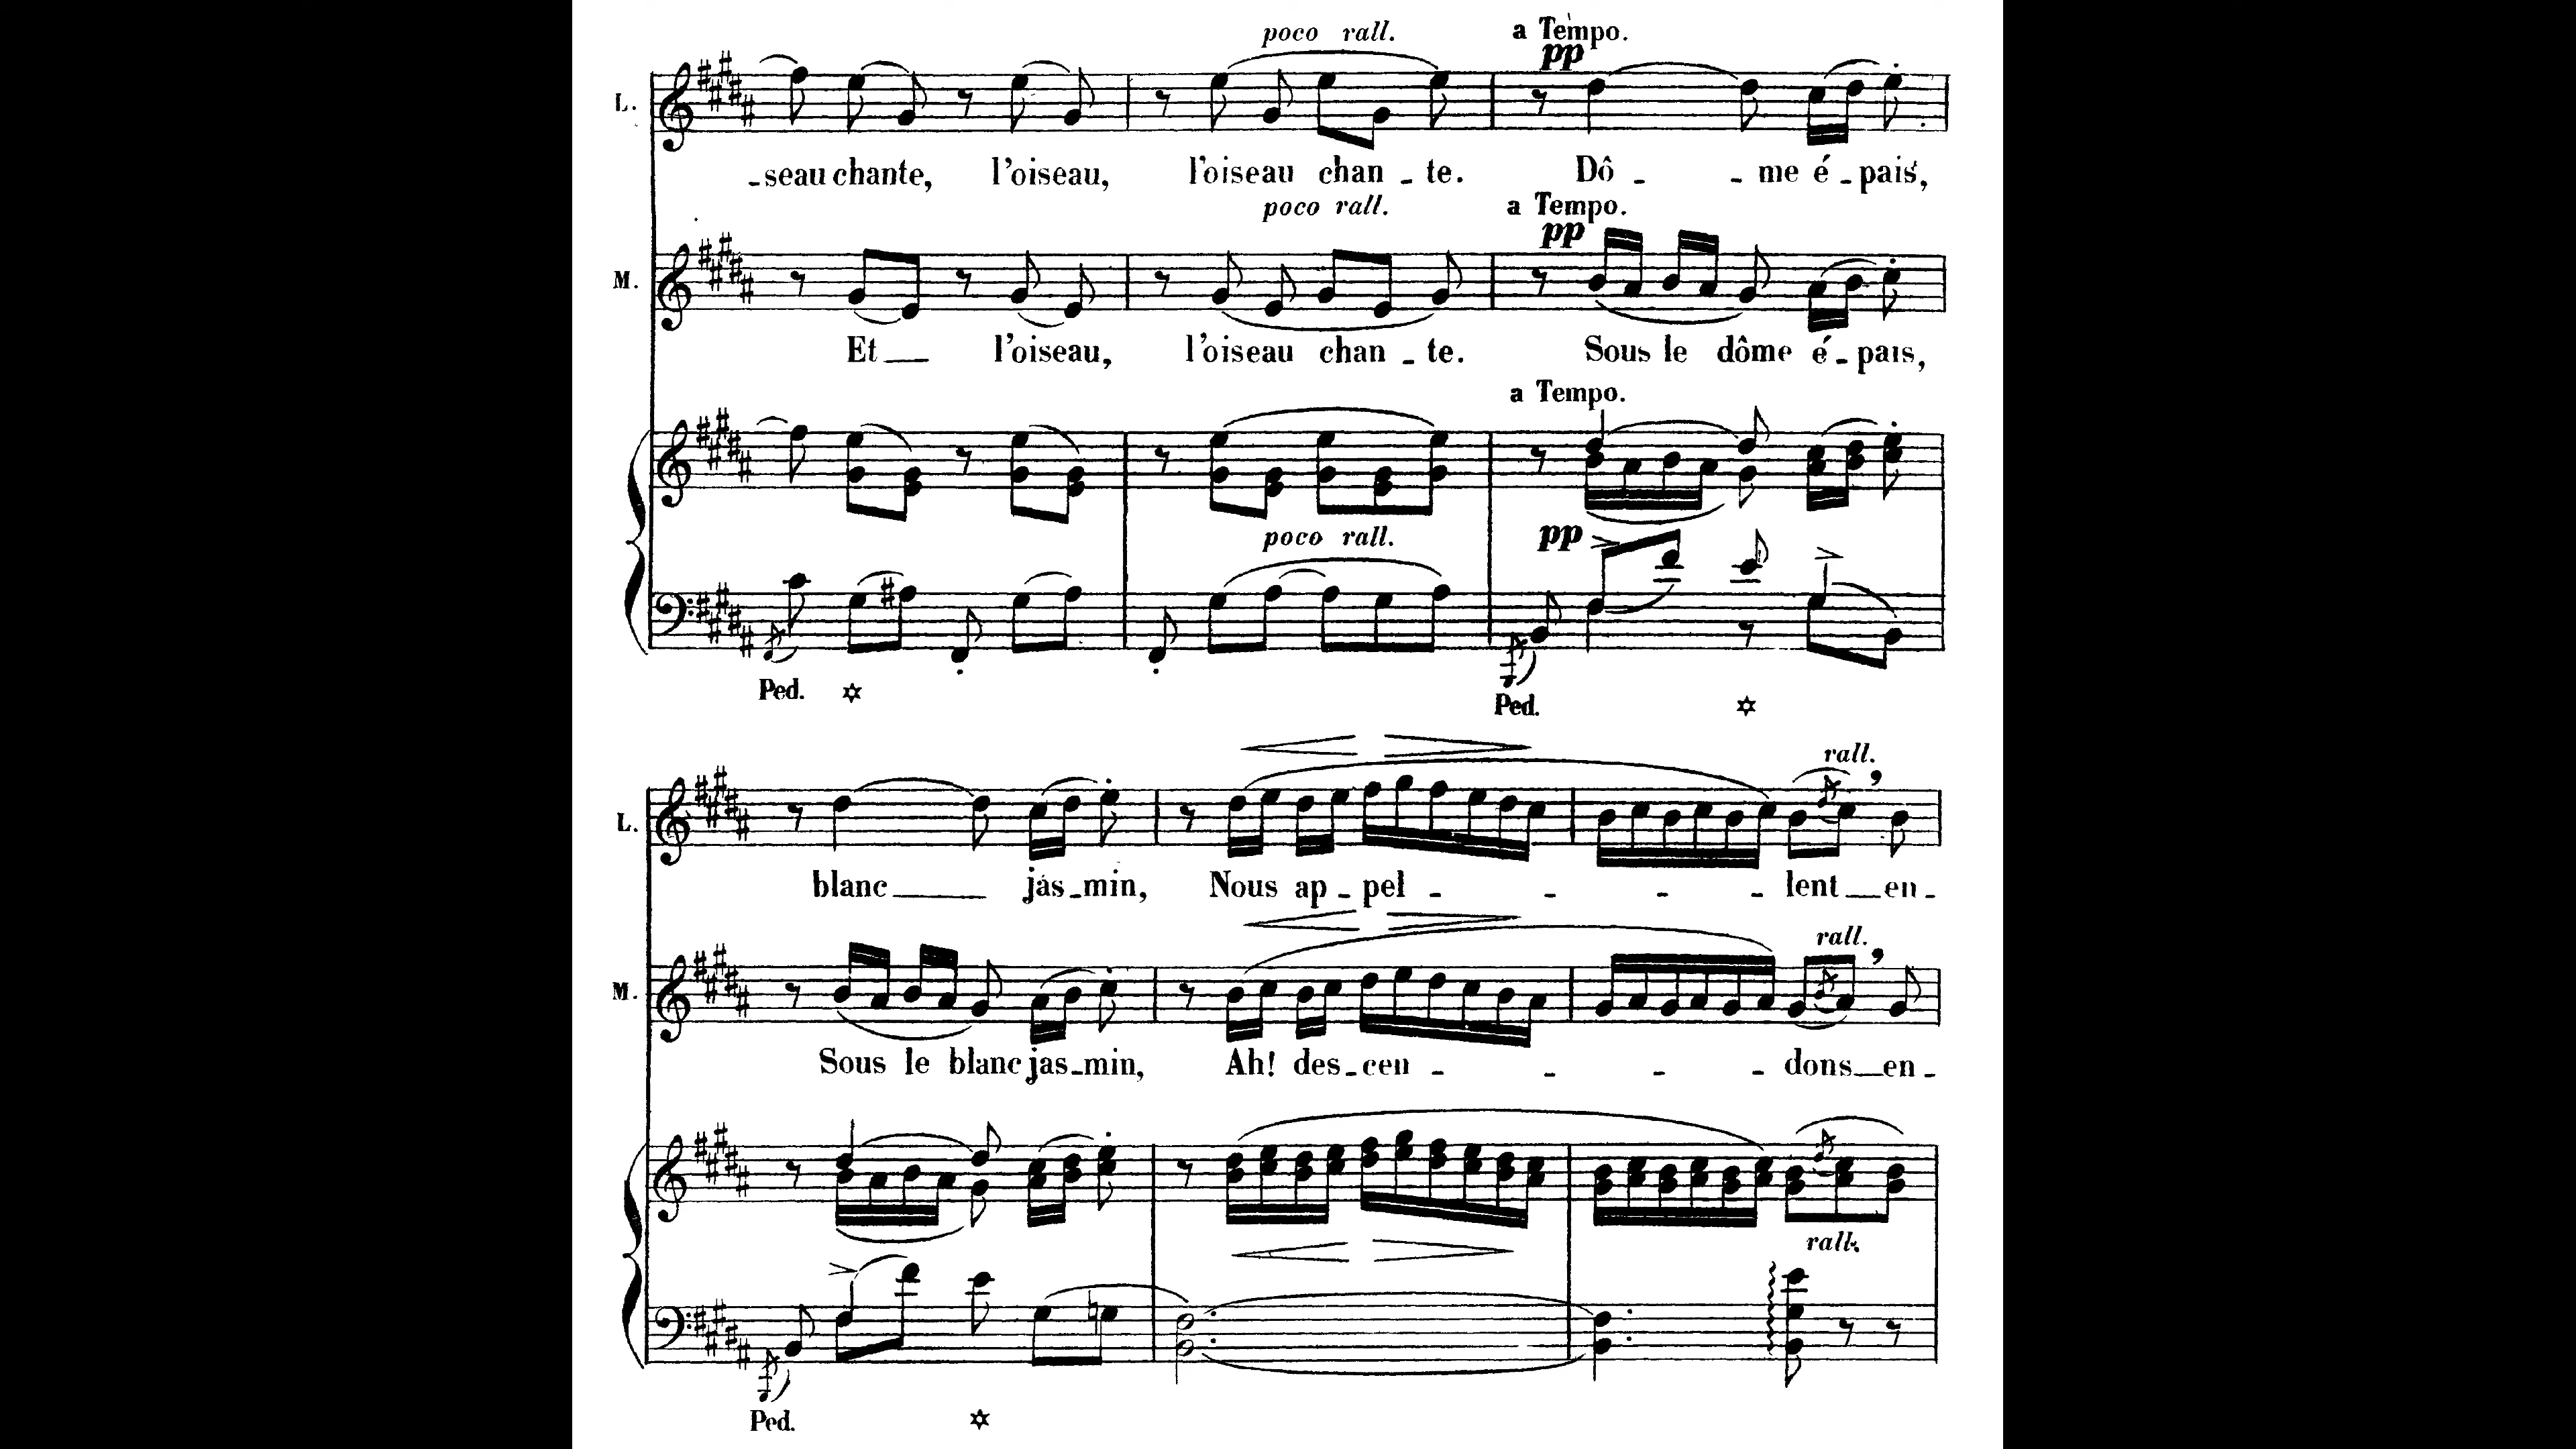 poco rall. a Tempo.
pp
L.
-seau chante, l'oiseau, l'oiseau chan - te. Dô - - me é - pais,
poco rall. a Tempo.
pp
M.
Et l'oiseau, l'oiseau chan - te. Sous le dôme é - pais,
a Tempo.
poco rall. pp
Ped. Ped.
rall.
L.
blanc jas - min, Nous ap - pel - - - - lent en -
rall.
M.
Sous le blanc jas - min, Ah! des - cen - - - - dons en -
rall.
Ped.